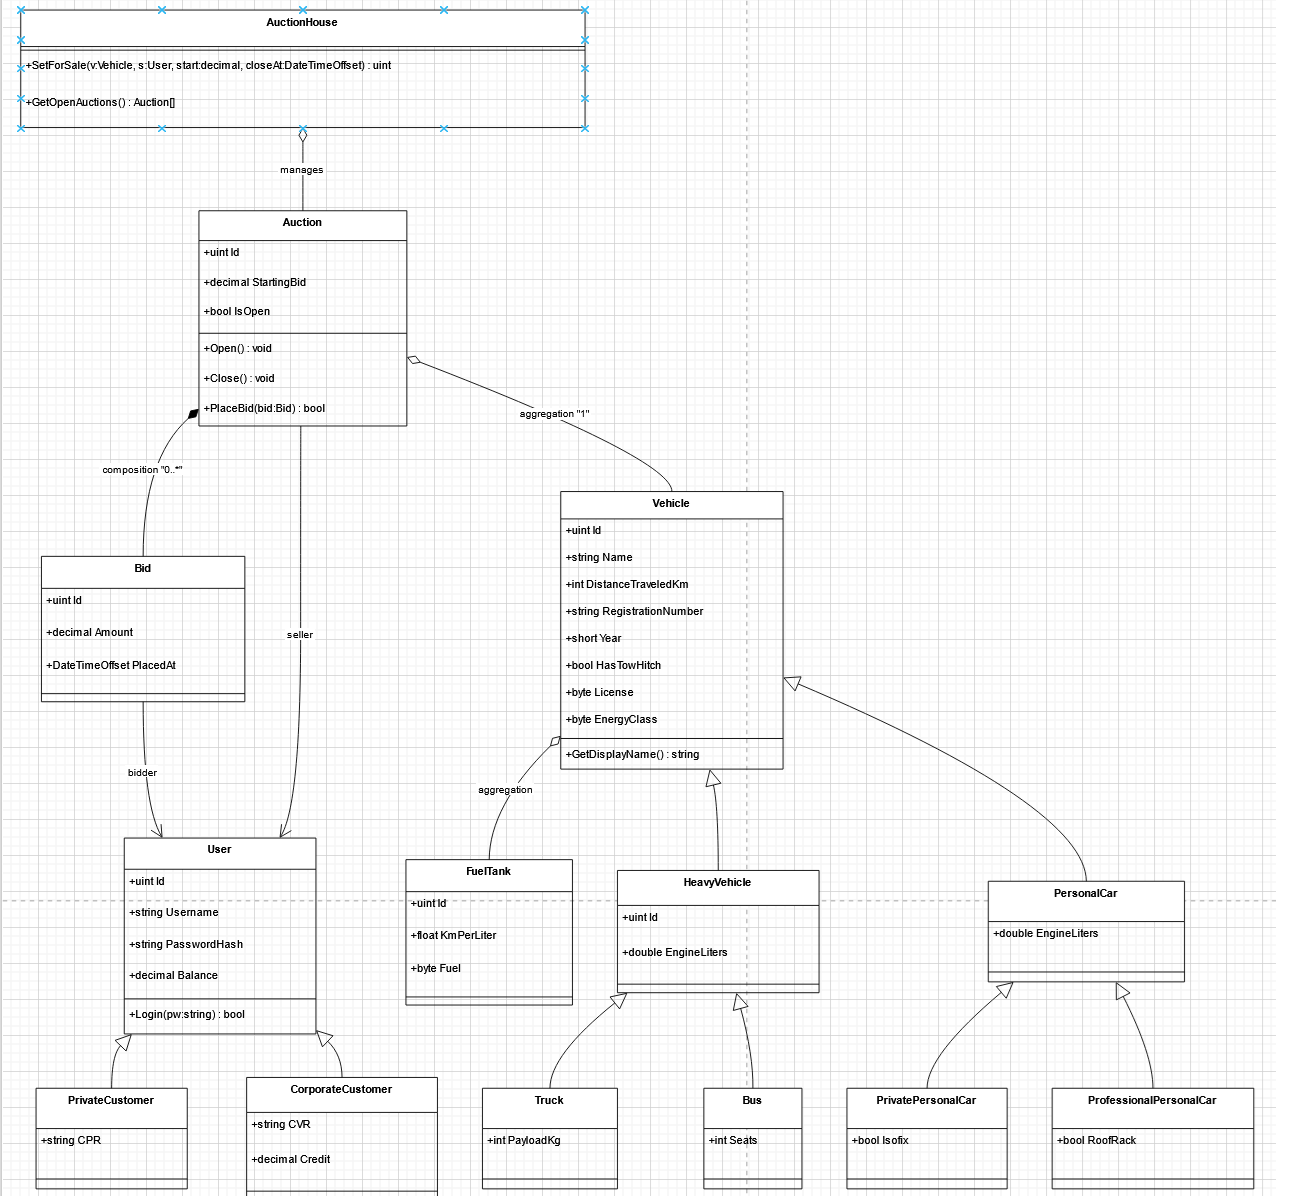 AuctionHouse
+SetForSale(v:Vehicle, s:User, start:decimal, closeAt:DateTimeOffset) : uint
+GetOpenAuctions() : Auction[]
manages
Auction
+uint Id
+decimal StartingBid
+bool IsOpen
+Open() : void
+Close() : void
+PlaceBid(bid:Bid) : bool
aggregation "1"
composition "0..*"
Vehicle
+uint Id
+string Name
+int DistanceTraveledKm
+string RegistrationNumber
+short Year
+bool HasTowHitch
+byte License
+byte EnergyClass
+GetDisplayName() : string
Bid
+uint Id
+decimal Amount
+DateTimeOffset PlacedAt
seller
bidder
aggregation
User
+uint Id
+string Username
+string PasswordHash
+decimal Balance
+Login(pw:string) : bool
FuelTank
+uint Id
+float KmPerLiter
+byte Fuel
HeavyVehicle
+uint Id
+double EngineLiters
PersonalCar
+double EngineLiters
PrivateCustomer
+string CPR
CorporateCustomer
+string CVR
+decimal Credit
Truck
+int PayloadKg
Bus
+int Seats
PrivatePersonalCar
+bool Isofix
ProfessionalPersonalCar
+bool RoofRack